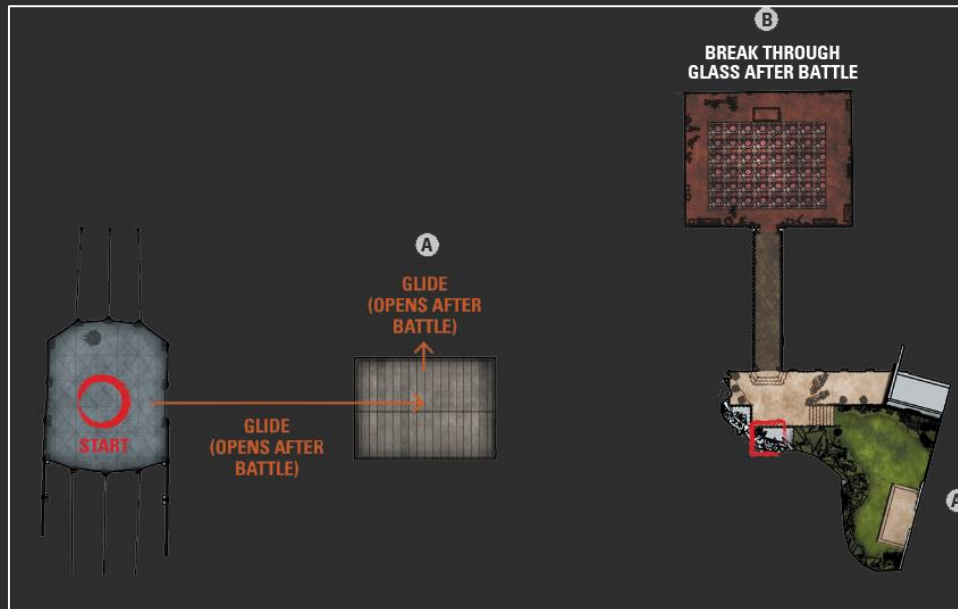 B
BREAK THROUGH
GLASS AFTER BATTLE
A
GLIDE
(OPENS AFTER
BATTLE)
START
GLIDE
(OPENS AFTER
BATTLE)